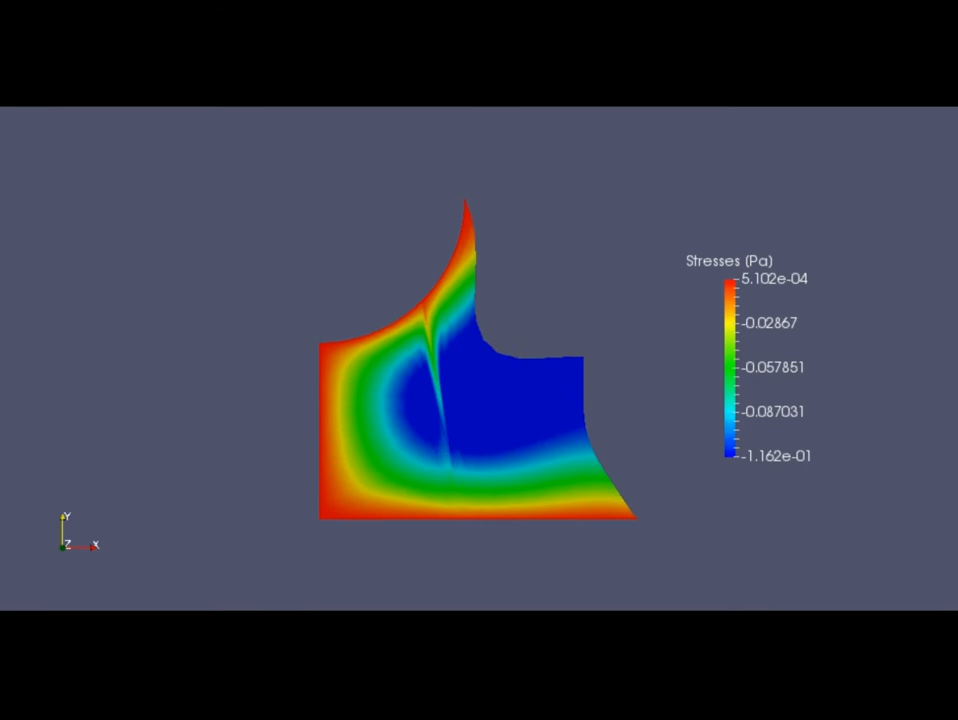 Stresses (Pa)
5.102e-04
-0.02867
-0.057851
-0.087031
-1.162e-01
Y
Z X